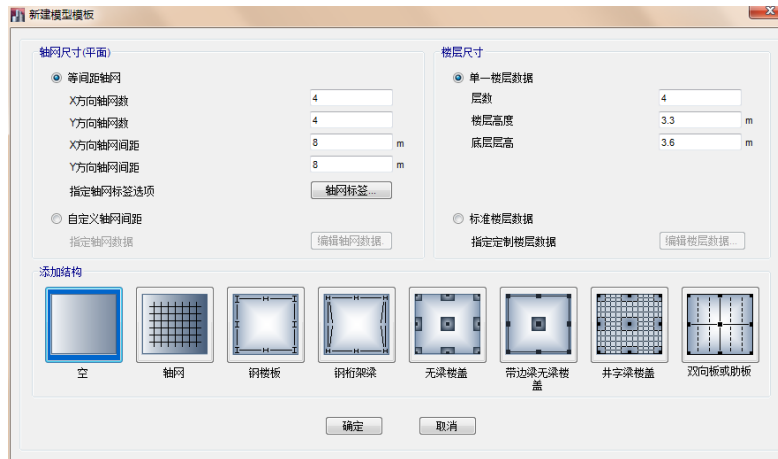 新建模型模板
轴网尺寸(平面)
等间距轴网
X方向轴网数
4
Y方向轴网数
4
X方向轴网间距
8
m
Y方向轴网间距
8
m
指定轴网标签选项
轴网标签...
自定义轴网间距
指定轴网数据
编辑轴网数据
楼层尺寸
单一楼层数据
层数
4
楼层高度
3.3
m
底层层高
3.6
m
标准楼层数据
指定定制楼层数据
编辑楼层数据...
添加结构
空
轴网
钢楼板
钢桁架梁
无梁楼盖
带边梁无梁楼
盖
井字梁楼盖
双向板或肋板
确定
取消